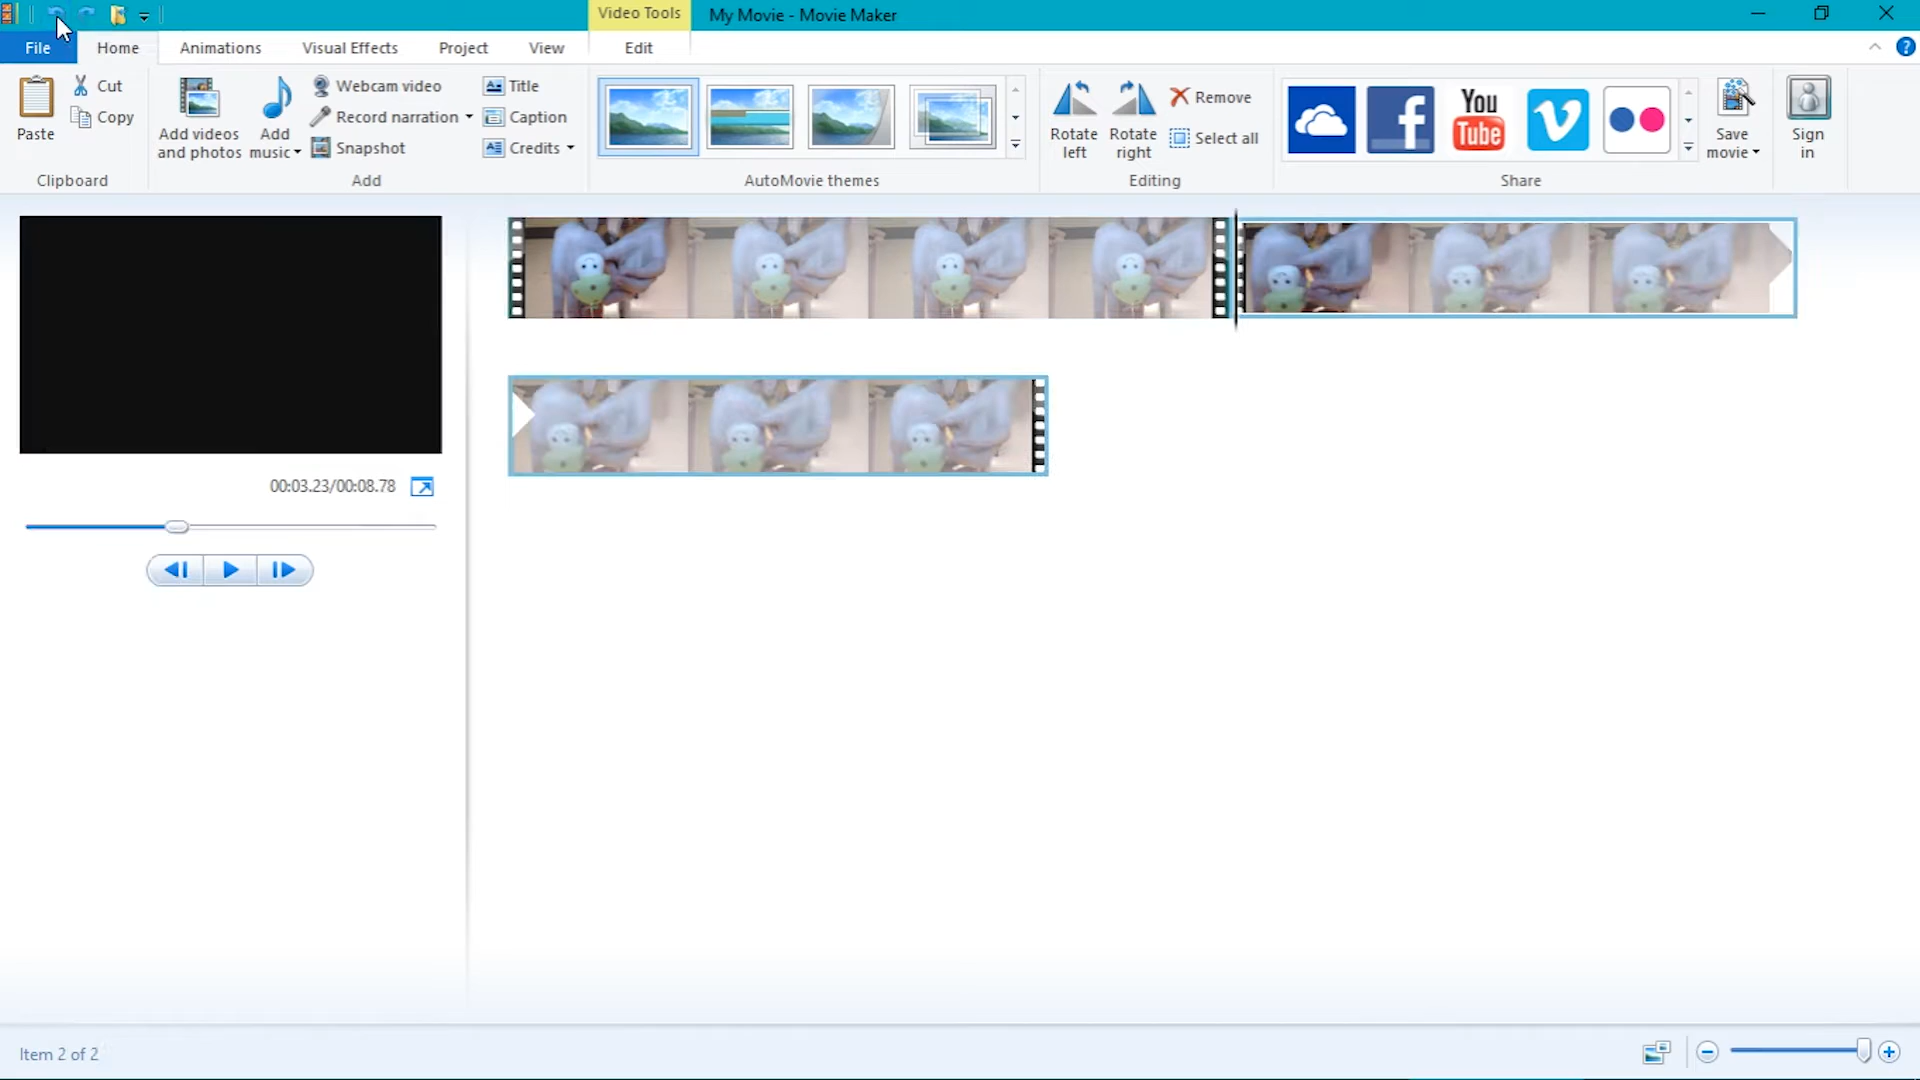 Video Tools
My Movie - Movie Maker
File
Home
Animations
Visual Effects
Project
View
Edit
?
Paste
Cut
Copy
Clipboard
Add videos
and photos
Add
music
Webcam video
Record narration
Snapshot
Title
Caption
Credits
Add
AutoMovie themes
Rotate
left
Rotate
right
Remove
Select all
Editing
f
You
Tube
Share
Save
movie
Sign
in
00:03.23/00:08.78
Item 2 of 2